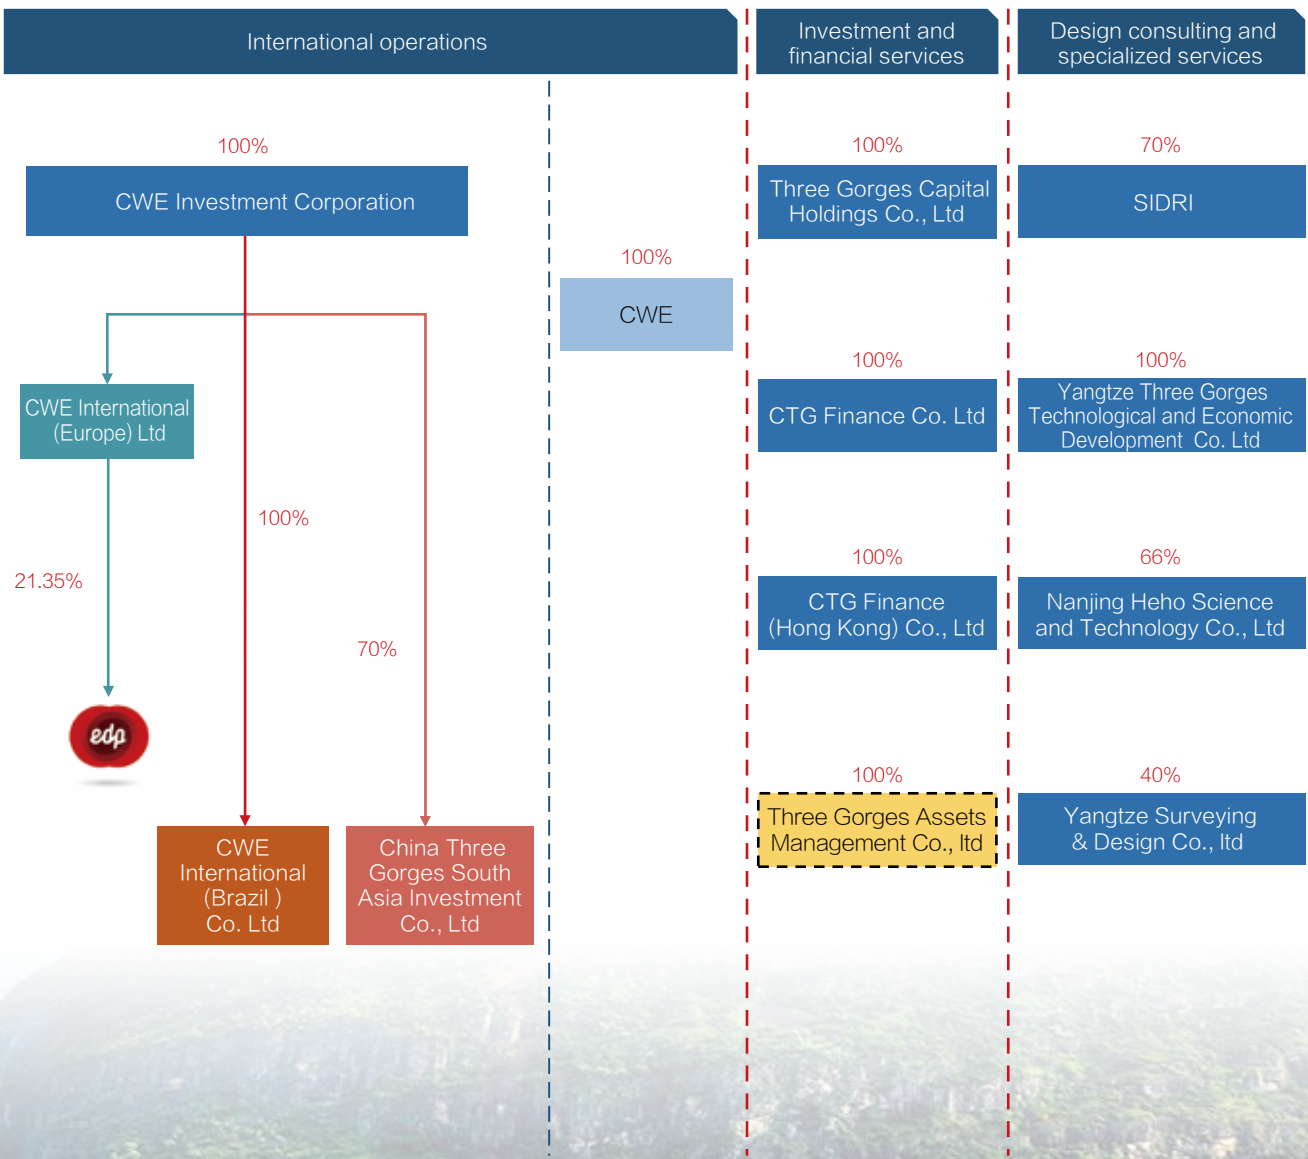 International operations
Investment and
financial services
Design consulting and
specialized services
100%
CWE Investment Corporation
100%
CWE
CWE International
(Europe) Ltd
21.35%
edp
100%
CWE
International
(Brazil )
Co. Ltd
70%
China Three
Gorges South
Asia Investment
Co., Ltd
100%
Three Gorges Capital
Holdings Co., Ltd
100%
CTG Finance Co. Ltd
100%
CTG Finance
(Hong Kong) Co., Ltd
100%
Three Gorges Assets
Management Co., ltd
70%
SIDRI
100%
Yangtze Three Gorges
Technological and Economic
Development Co. Ltd
66%
Nanjing Heho Science
and Technology Co., Ltd
40%
Yangtze Surveying
& Design Co., ltd